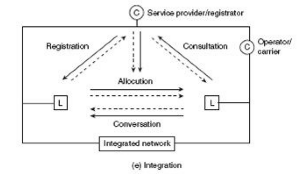 C Service provider/registrator
Registration
Consultation
Operator/
carrier
C
Allocution
L
L
Conversation
Integrated network
(e) Integration